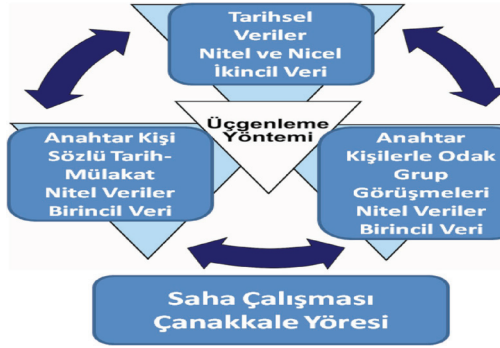 Tarihsel
Veriler
Nitel ve Nicel
İkincil Veri
Üçgenleme
Yöntemi
Anahtar Kişi
Sözlü Tarih-
Mülakat
Nitel Veriler
Birincil Veri
Anahtar
Kişilerle Odak
Grup
Görüşmeleri
Nitel Veriler
Birincil Veri
Saha Çalışması
Çanakkale Yöresi